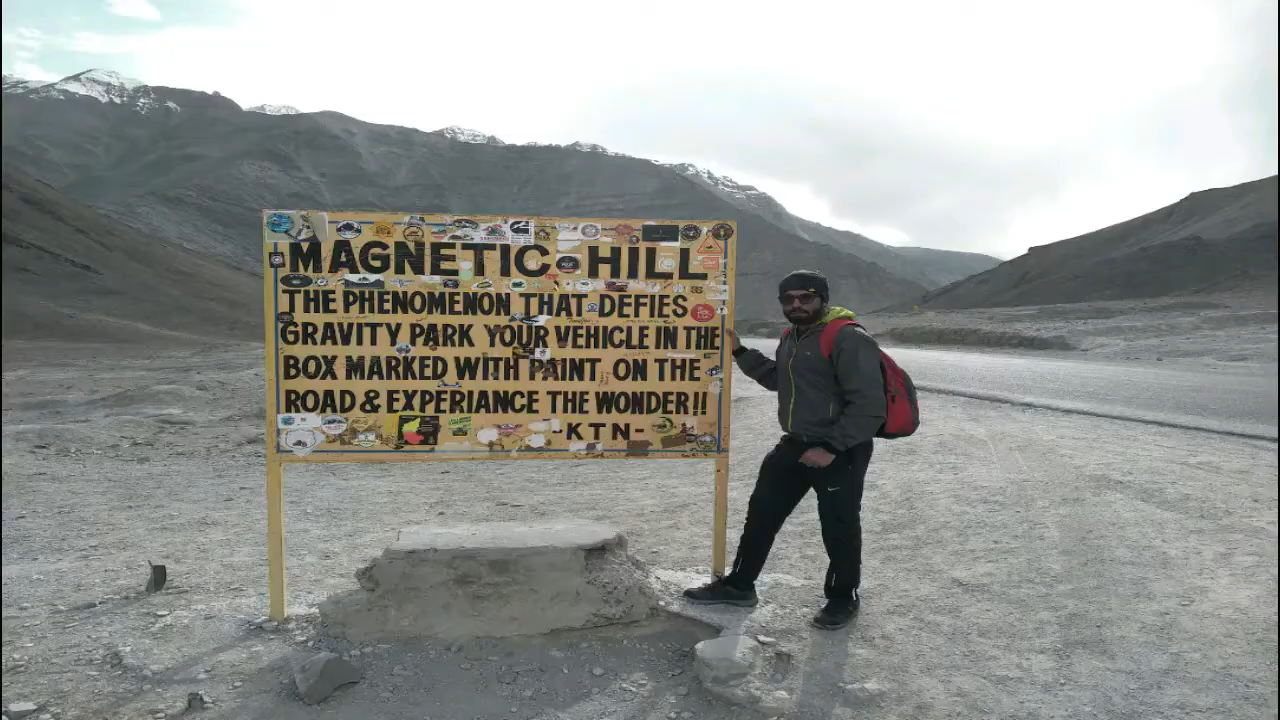 MAGNETIC HILL
THE PHENOMENON THAT DEFIES
GRAVITY PARK YOUR VEHICLE IN THE
BOX MARKED WITH PAINT ON THE
ROAD & EXPERIANCE THE WONDER!!
-KTN-